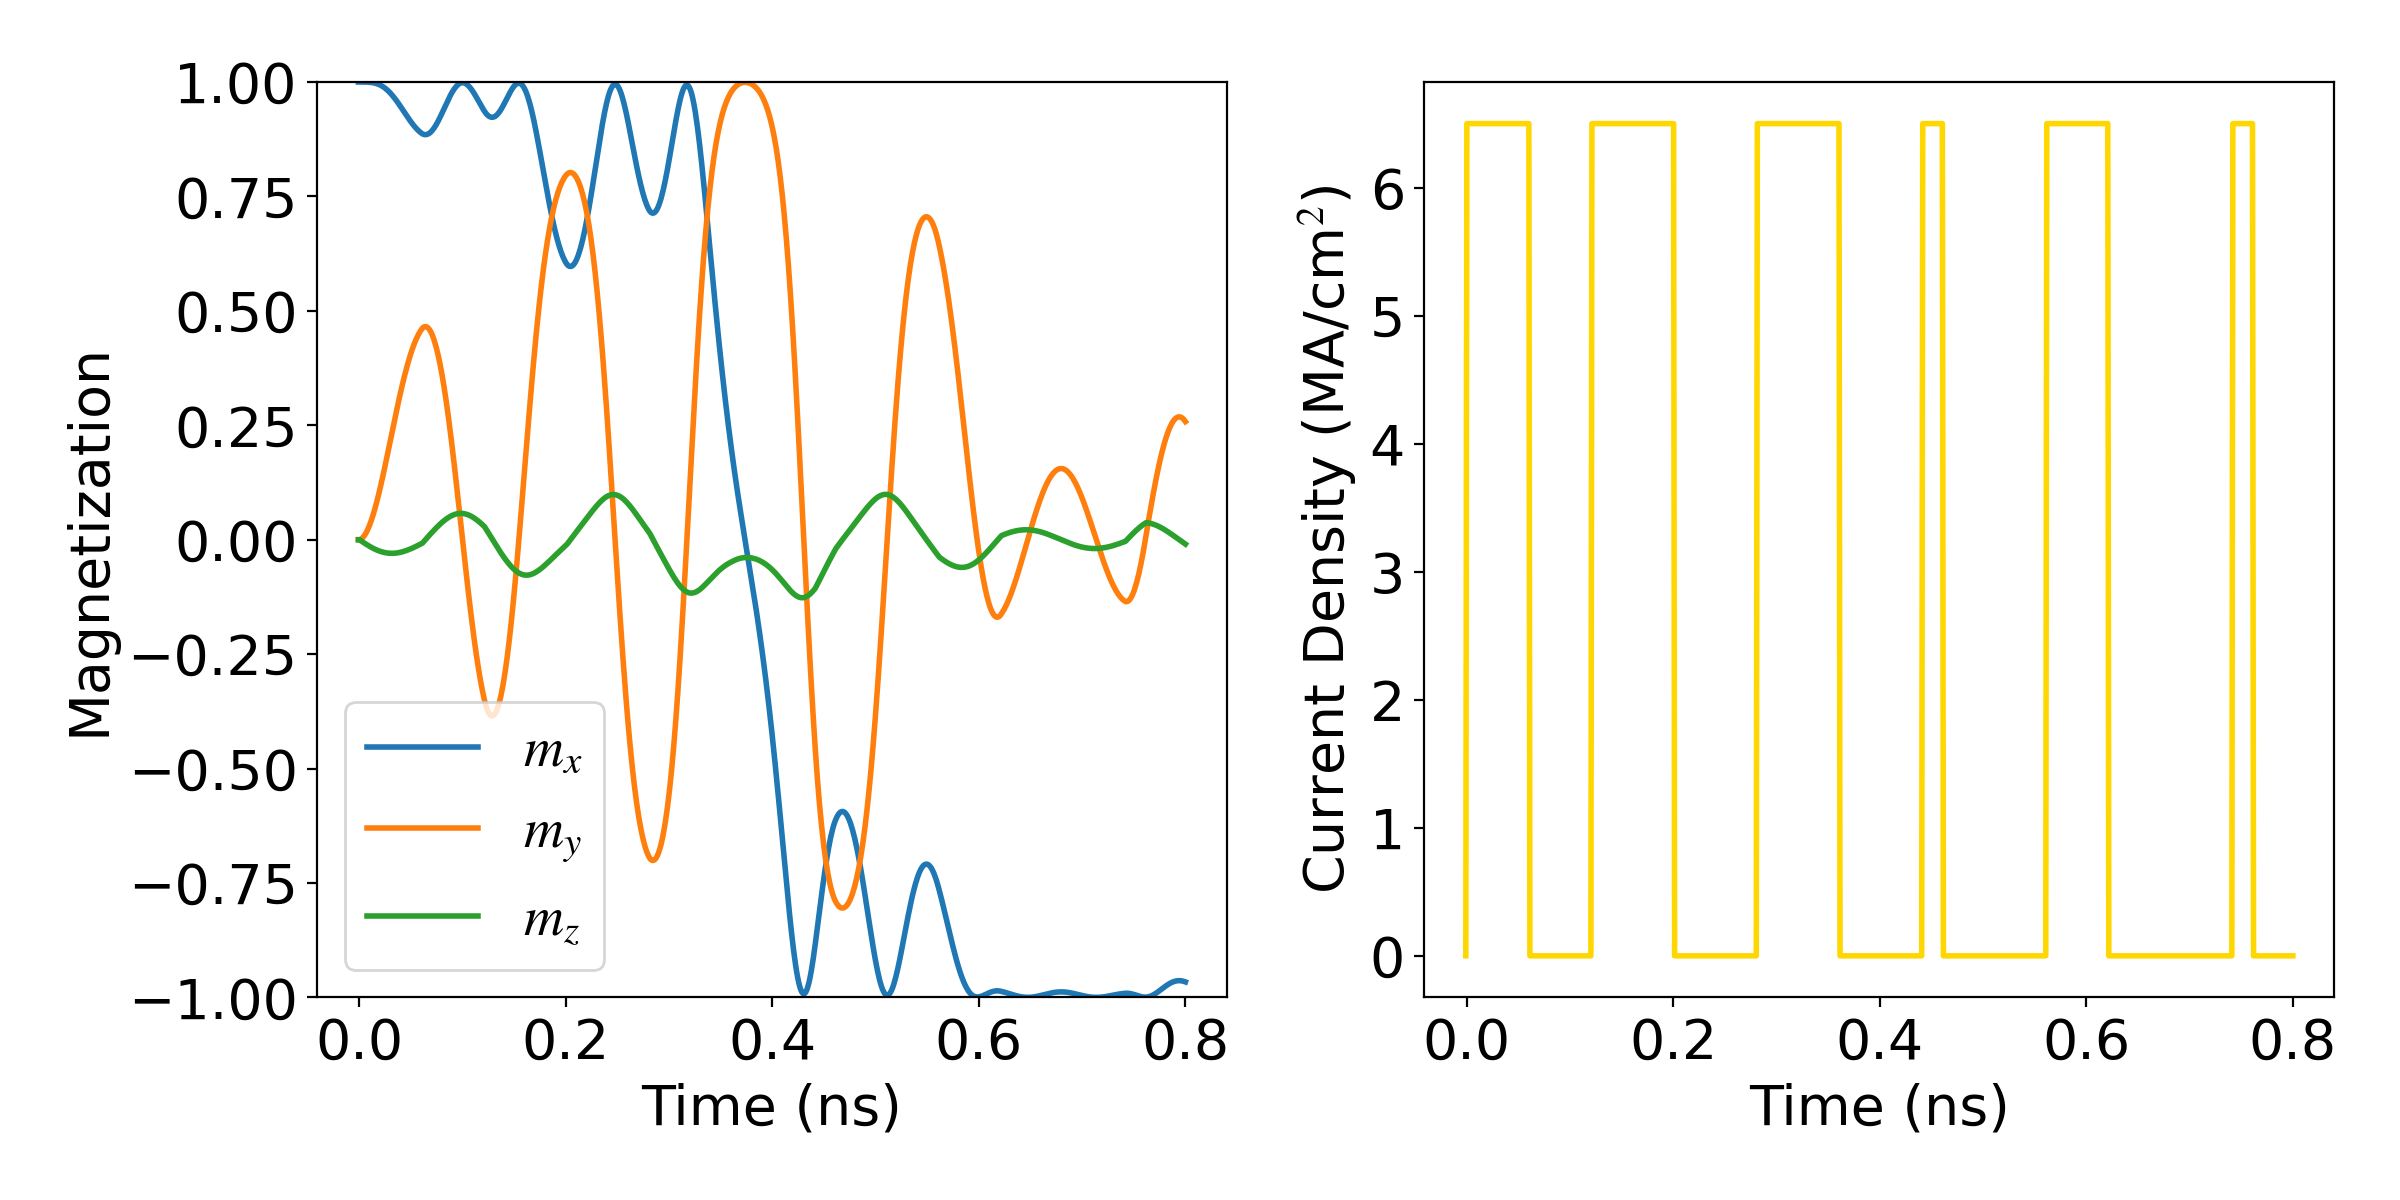 1.00
0.75
0.50
0.25
0.00
−0.25
−0.50
−0.75
−1.00
Magnetization
m_x
m_y
m_z
0.0 0.2 0.4 0.6 0.8
Time (ns)
6
5
4
3
2
1
0
Current Density (MA/cm²)
0.0 0.2 0.4 0.6 0.8
Time (ns)